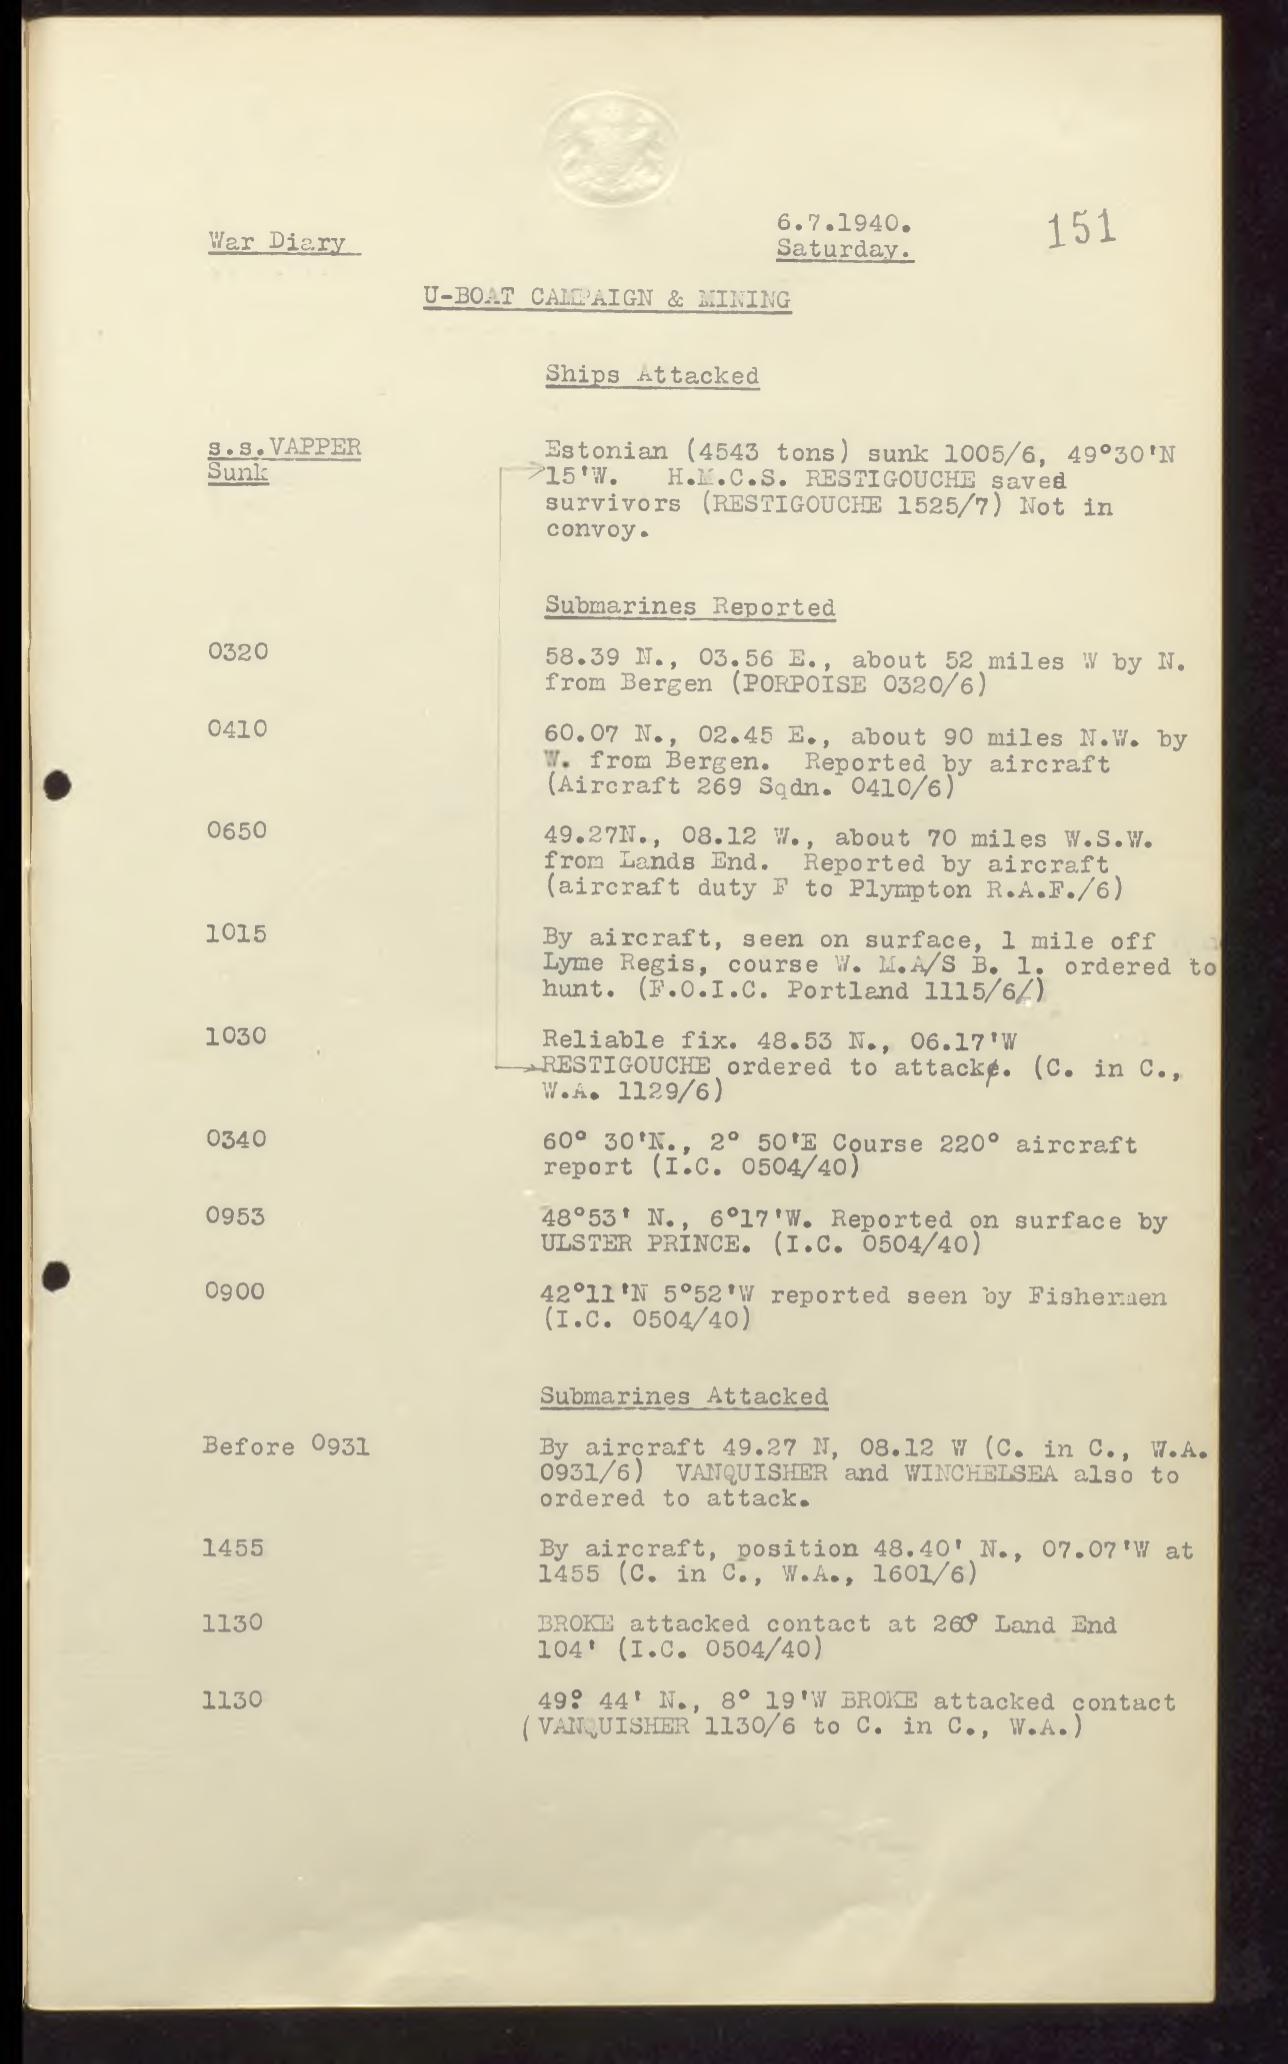 War Diary
6.7.1940.
Saturday.
151
U-BOAT CAMPAIGN & MINING
Ships Attacked
s.s.VAPPER
Sunk
Estonian (4543 tons) sunk 1005/6, 49°30'N
15'W. H.M.C.S. RESTIGOUCHE saved
survivors (RESTIGOUCHE 1525/7) Not in
convoy.
Submarines Reported
0320
58.39 N., 03.56 E., about 52 miles W by N.
from Bergen (PORPOISE 0320/6)
0410
60.07 N., 02.45 E., about 90 miles N.W. by
W. from Bergen. Reported by aircraft
(Aircraft 269 Sqdn. 0410/6)
0650
49.27N., 08.12 W., about 70 miles W.S.W.
from Lands End. Reported by aircraft
(aircraft duty F to Plympton R.A.F./6)
1015
By aircraft, seen on surface, 1 mile off
Lyme Regis, course W. M.A/S B. 1. ordered to
hunt. (F.O.I.C. Portland 1115/6/)
1030
Reliable fix. 48.53 N., 06.17'W
RESTIGOUCHE ordered to attack. (C. in C.,
W.A. 1129/6)
0340
60° 30'N., 2° 50'E Course 220° aircraft
report (I.C. 0504/40)
0953
48°53' N., 6°17'W. Reported on surface by
ULSTER PRINCE. (I.C. 0504/40)
0900
42°11'N 5°52'W reported seen by Fishermen
(I.C. 0504/40)
Submarines Attacked
Before 0931
By aircraft 49.27 N, 08.12 W (C. in C., W.A.
0931/6) VANQUISHER and WINCHELSEA also to
ordered to attack.
1455
By aircraft, position 48.40' N., 07.07'W at
1455 (C. in C., W.A., 1601/6)
1130
BROKE attacked contact at 260° Land End
104' (I.C. 0504/40)
1130
49° 44' N., 8° 19'W BROKE attacked contact
(VANQUISHER 1130/6 to C. in C., W.A.)